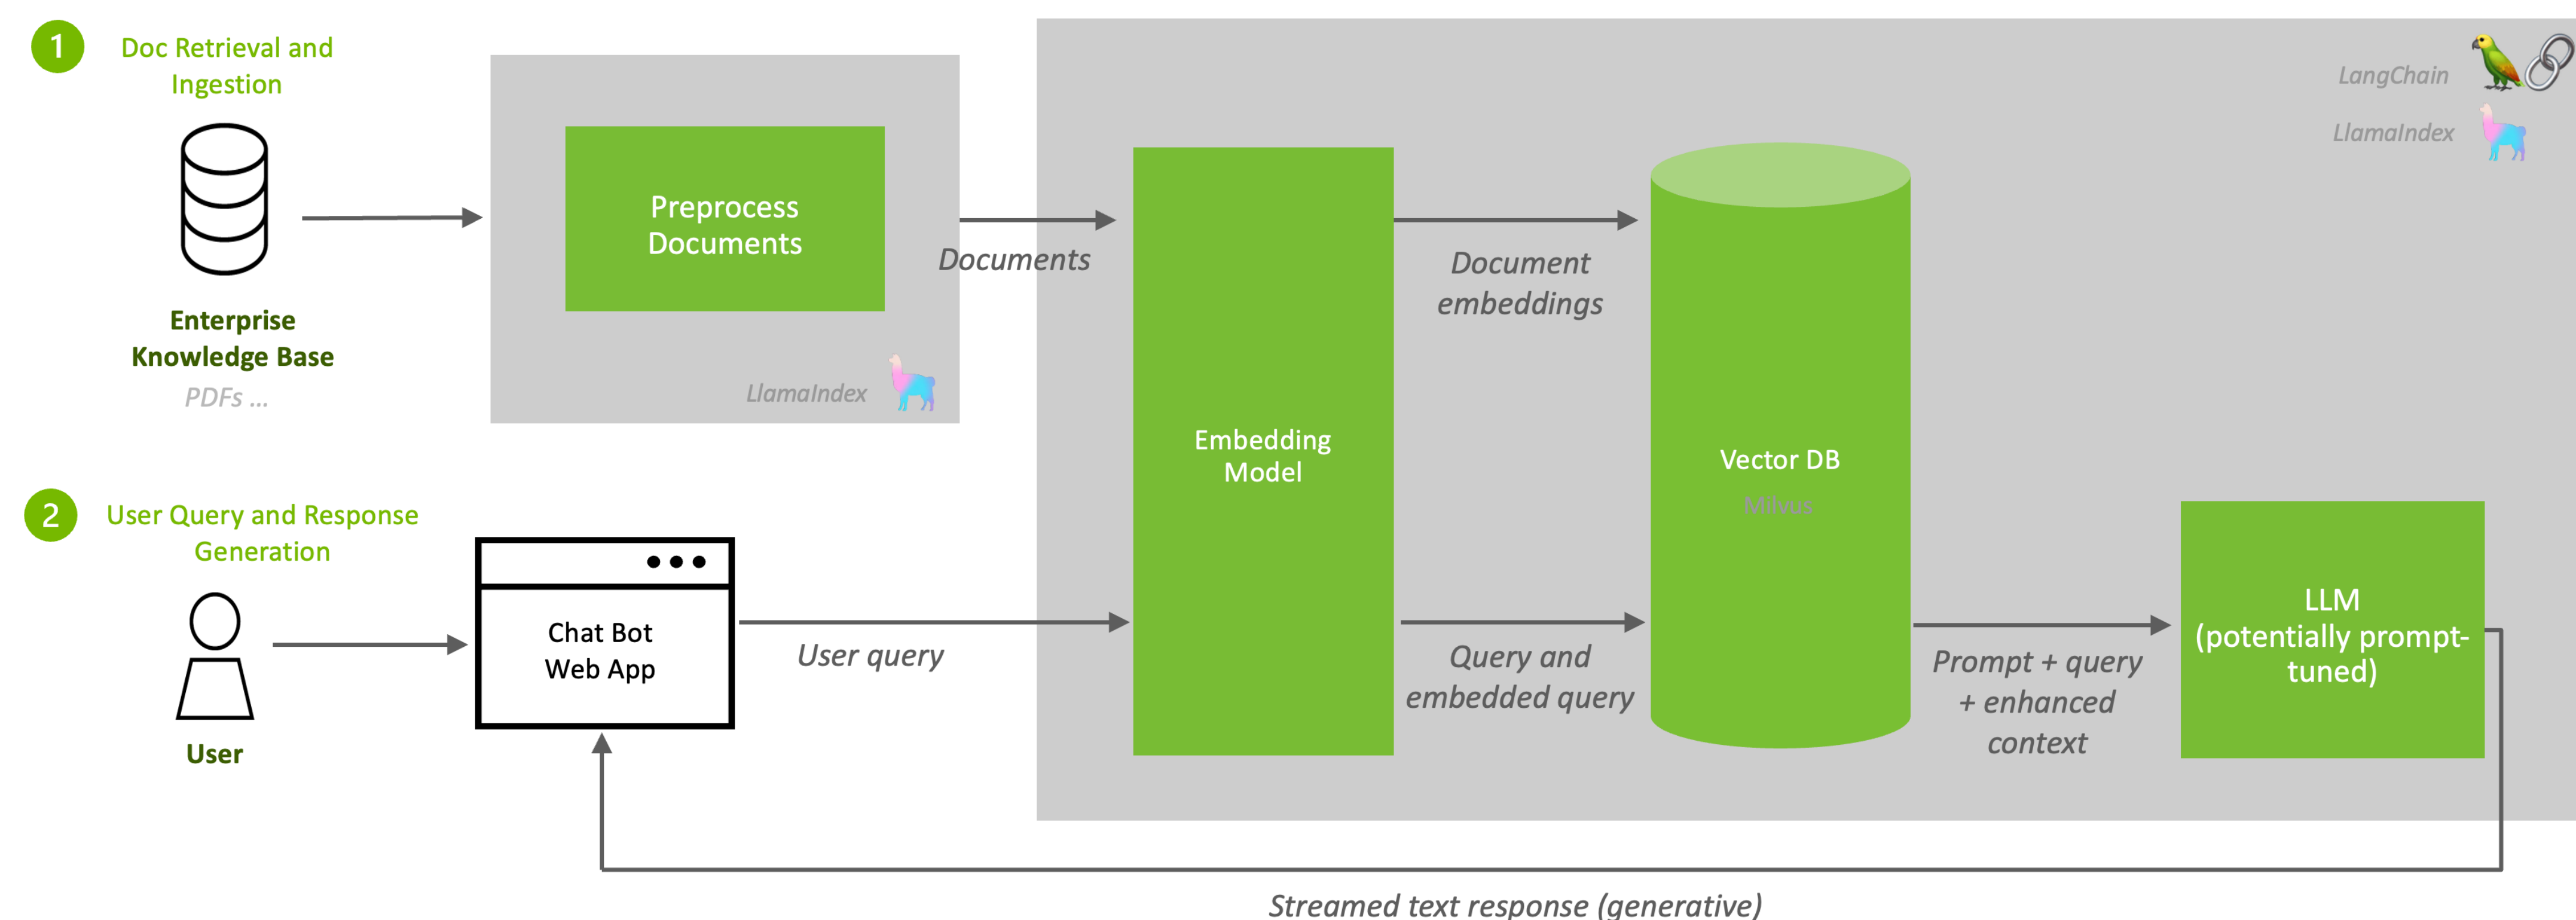 1
Doc Retrieval and
Ingestion
Enterprise
Knowledge Base
PDFs ...
Preprocess
Documents
LlamaIndex
Documents
Embedding
Model
Document
embeddings
Vector DB
Milvus
LangChain
LlamaIndex
2
User Query and Response
Generation
User
Chat Bot
Web App
User query
Query and
embedded query
Prompt + query
+ enhanced
context
LLM
(potentially prompt-
tuned)
Streamed text response (generative)